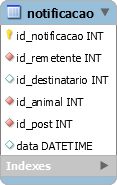 notificacao
id_notificacao INT
id_remetente INT
id_destinatario INT
id_animal INT
id_post INT
data DATETIME
Indexes